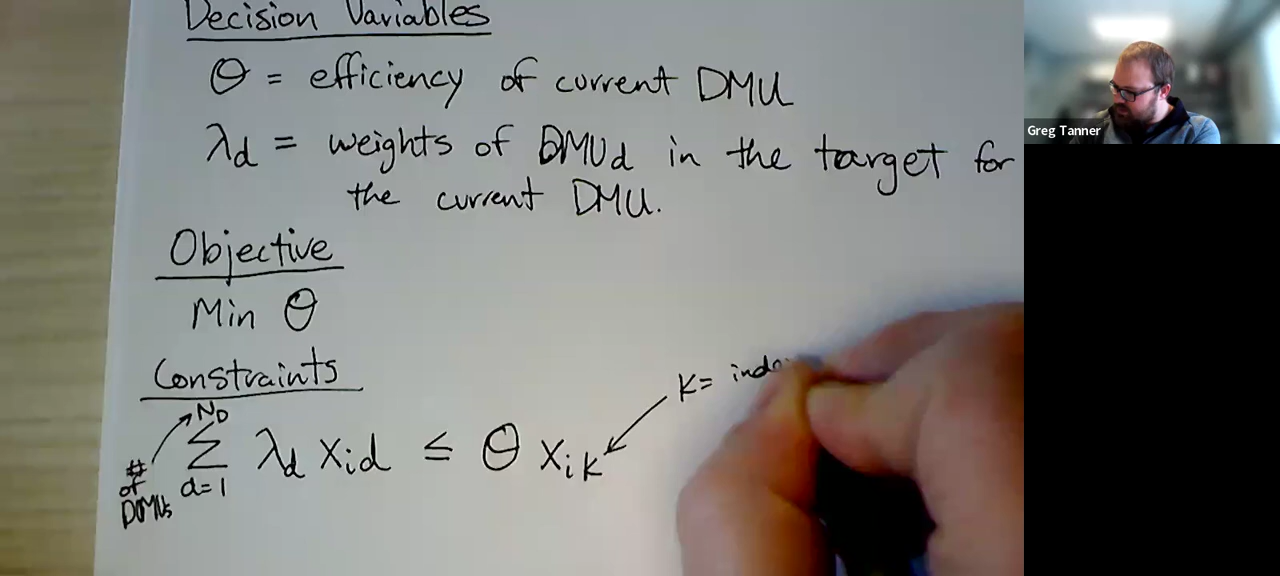 Decision Variables
θ = efficiency of current DMU
λd = weights of DMUd in the target for
the current DMU.
Objective
Min θ
Constraints
K=
ND
Σ λd xid ≤ θ xik
d=1
#
of
DMUs
Greg Tanner